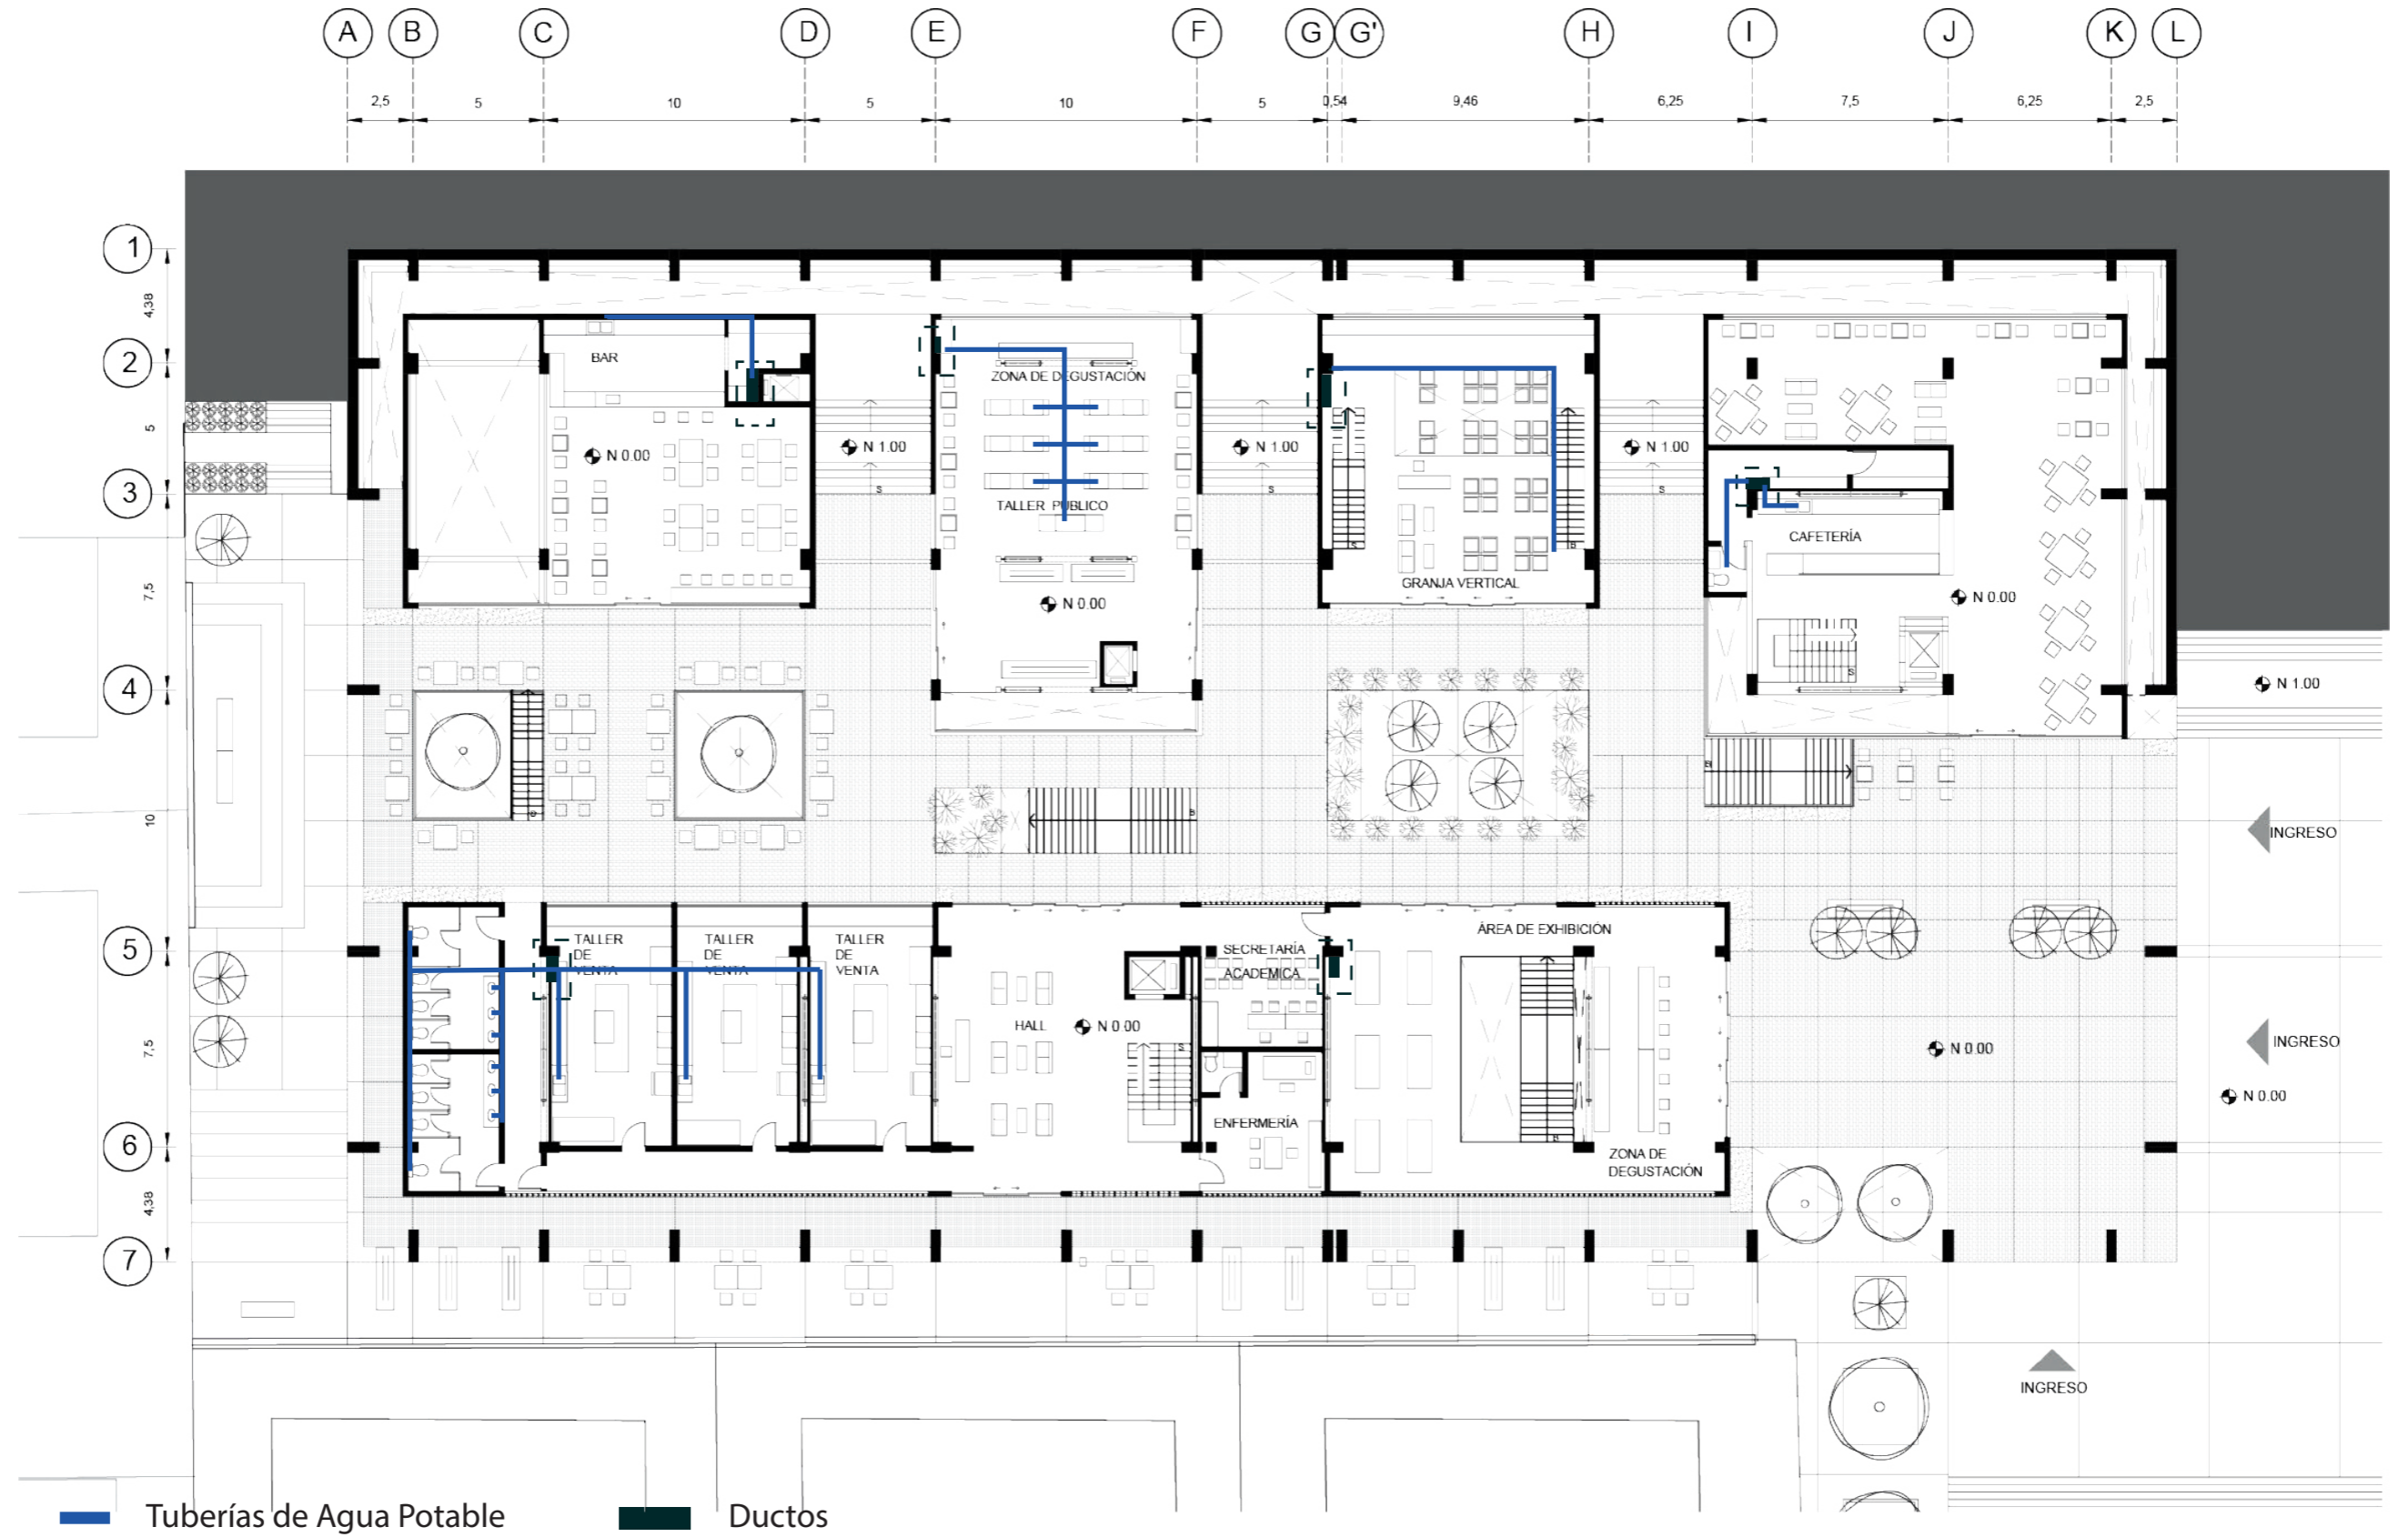 A B C D E F G G' H I J K L
2,5 5 10 5 10 5 0,54 9,46 6,25 7,5 6,25 2,5
1
4,38
2
5
3
7,5
4
10
5
7,5
6
4,38
7
BAR
N 0.00
N 1.00
S
ZONA DE DEGUSTACIÓN
TALLER PÚBLICO
N 0.00
N 1.00
S
S
B
GRANJA VERTICAL
N 1.00
S
CAFETERÍA
N 0.00
S
N 1.00
B
B
B
INGRESO
TALLER
DE
VENTA
TALLER
DE
VENTA
TALLER
DE
VENTA
HALL
N 0.00
S
SECRETARÍA
ACADEMICA
ENFERMERÍA
ÁREA DE EXHIBICIÓN
B
ZONA DE
DEGUSTACIÓN
N 0.00
INGRESO
N 0.00
INGRESO
Tuberías de Agua Potable
Ductos